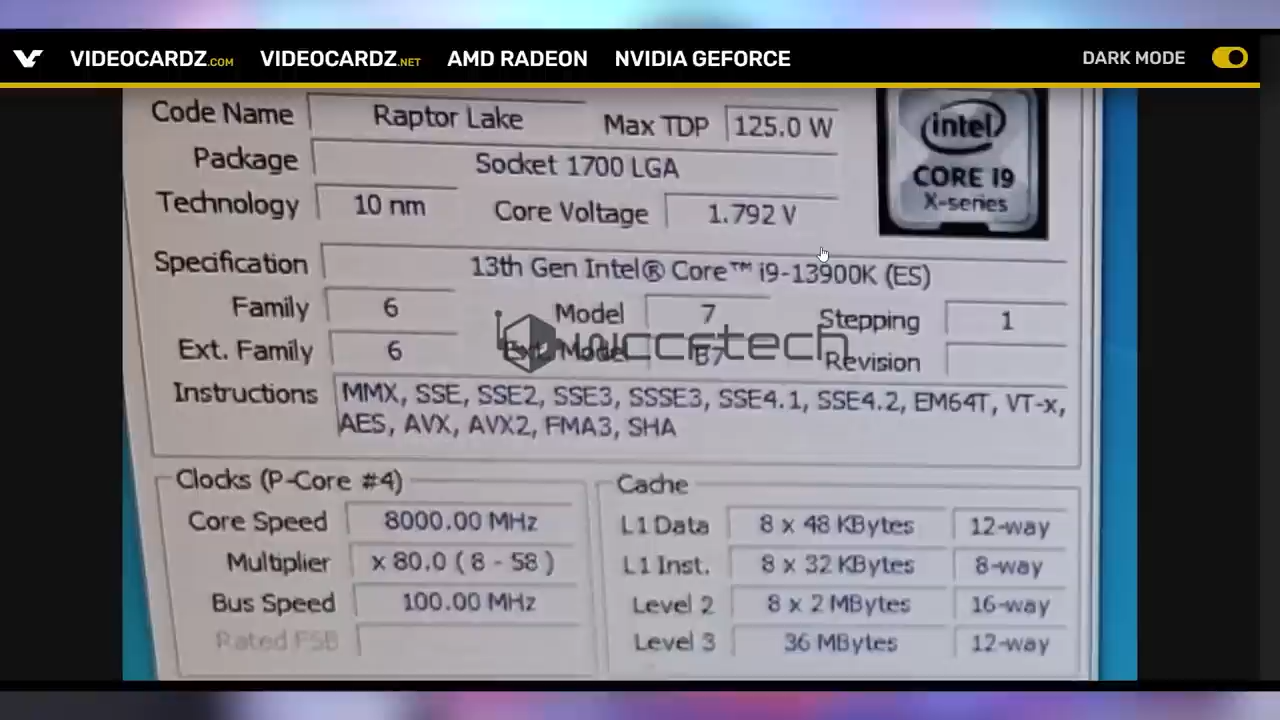 VIDEOCARDZ.COM VIDEOCARDZ.NET AMD RADEON NVIDIA GEFORCE DARK MODE
Code Name Raptor Lake Max TDP 125.0 W
Package Socket 1700 LGA
Technology 10 nm Core Voltage 1.792 V
intel
CORE i9
X-series
Specification 13th Gen Intel® Core™ i9-13900K (ES)
Family 6 Model 7 Stepping 1
wccftech
Ext. Family 6 Ext. Model B7 Revision
Instructions MMX, SSE, SSE2, SSE3, SSSE3, SSE4.1, SSE4.2, EM64T, VT-x,
AES, AVX, AVX2, FMA3, SHA
Clocks (P-Core #4)
Core Speed 8000.00 MHz
Multiplier x 80.0 ( 8 - 58 )
Bus Speed 100.00 MHz
Rated FSB
Cache
L1 Data 8 x 48 KBytes 12-way
L1 Inst. 8 x 32 KBytes 8-way
Level 2 8 x 2 MBytes 16-way
Level 3 36 MBytes 12-way